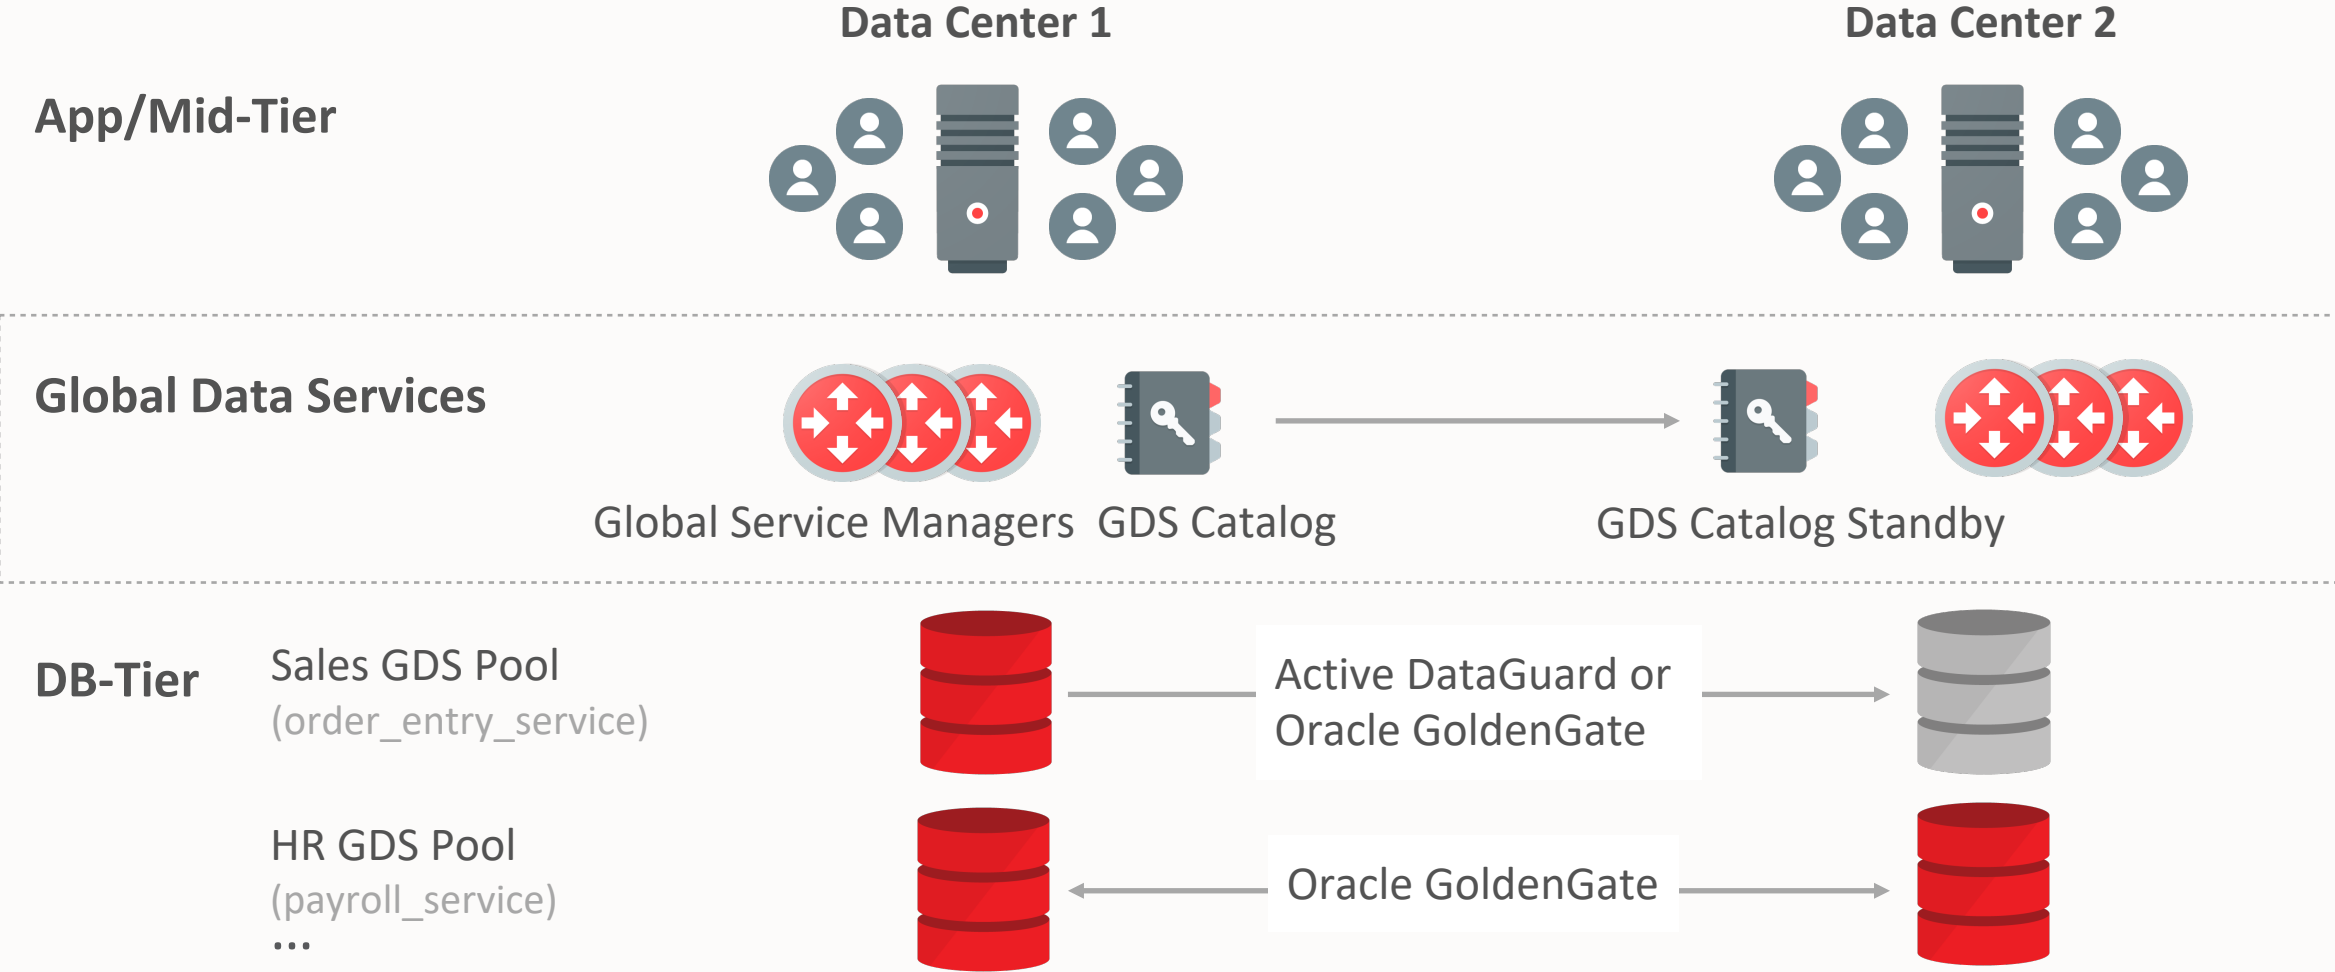 Data Center 1
Data Center 2
App/Mid-Tier
Global Data Services
Global Service Managers
GDS Catalog
GDS Catalog Standby
DB-Tier
Sales GDS Pool
(order_entry_service)
Active DataGuard or
Oracle GoldenGate
HR GDS Pool
(payroll_service)
...
Oracle GoldenGate